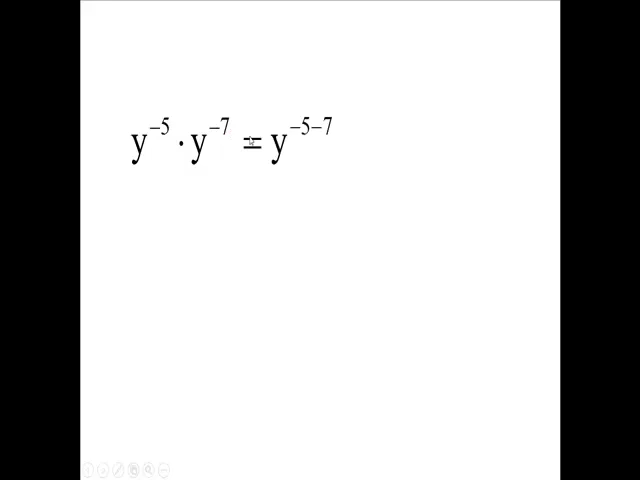 y⁻⁵ · y⁻⁷ = y⁻⁵⁻⁷